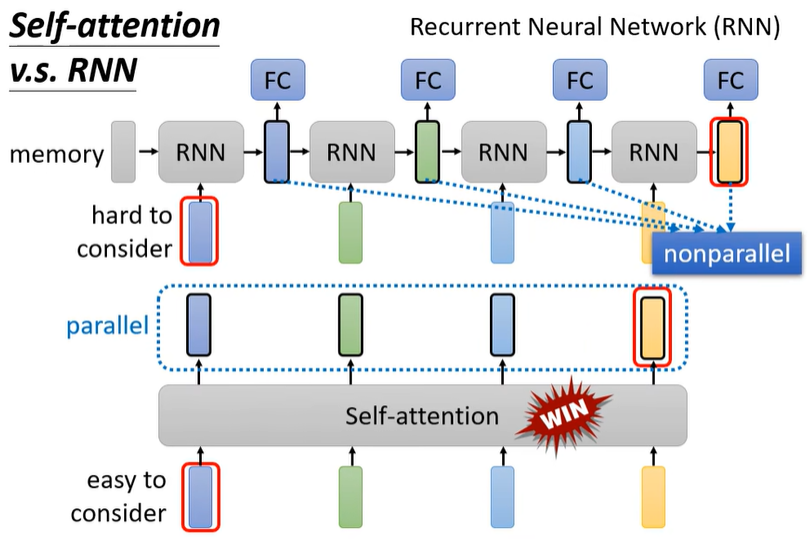 Self-attention
v.s. RNN
Recurrent Neural Network (RNN)
FC
FC
FC
FC
memory
RNN
RNN
RNN
RNN
hard to
consider
nonparallel
parallel
Self-attention
WIN
easy to
consider